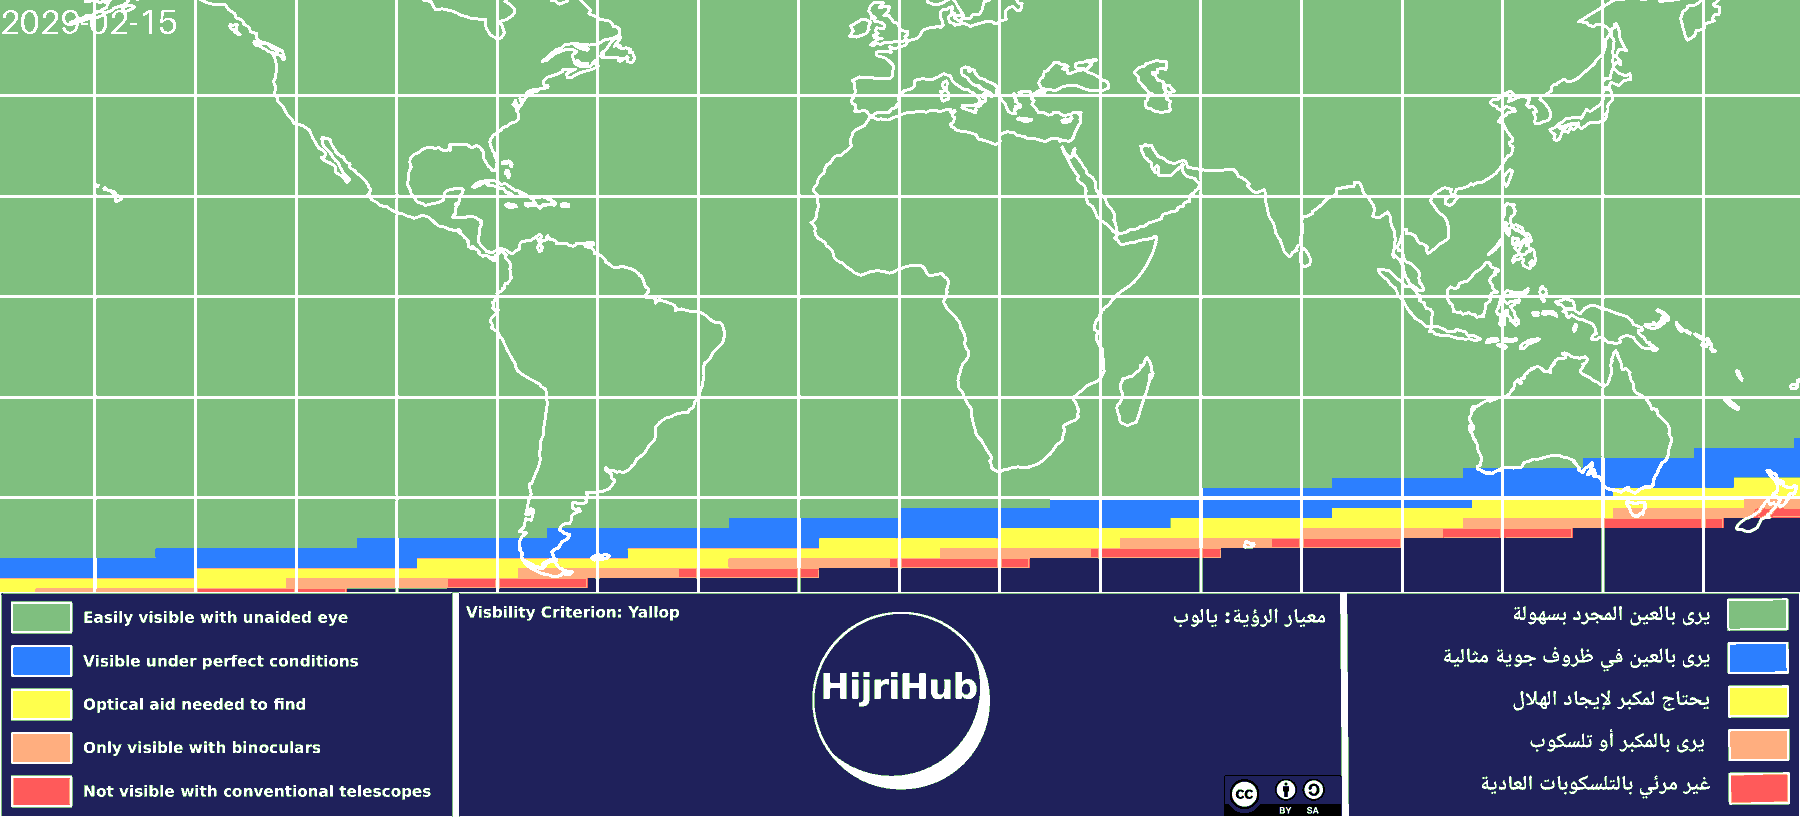 2029-02-15
Easily visible with unaided eye
Visible under perfect conditions
Optical aid needed to find
Only visible with binoculars
Not visible with conventional telescopes
Visbility Criterion: Yallop
معيار الرؤية: يالوب
HijriHub
cc
BY SA
يرى بالعين المجرد بسهولة
يرى بالعين في ظروف جوية مثالية
يحتاج لمكبر لإيجاد الهلال
يرى بالمكبر أو تلسكوب
غير مرئي بالتلسكوبات العادية